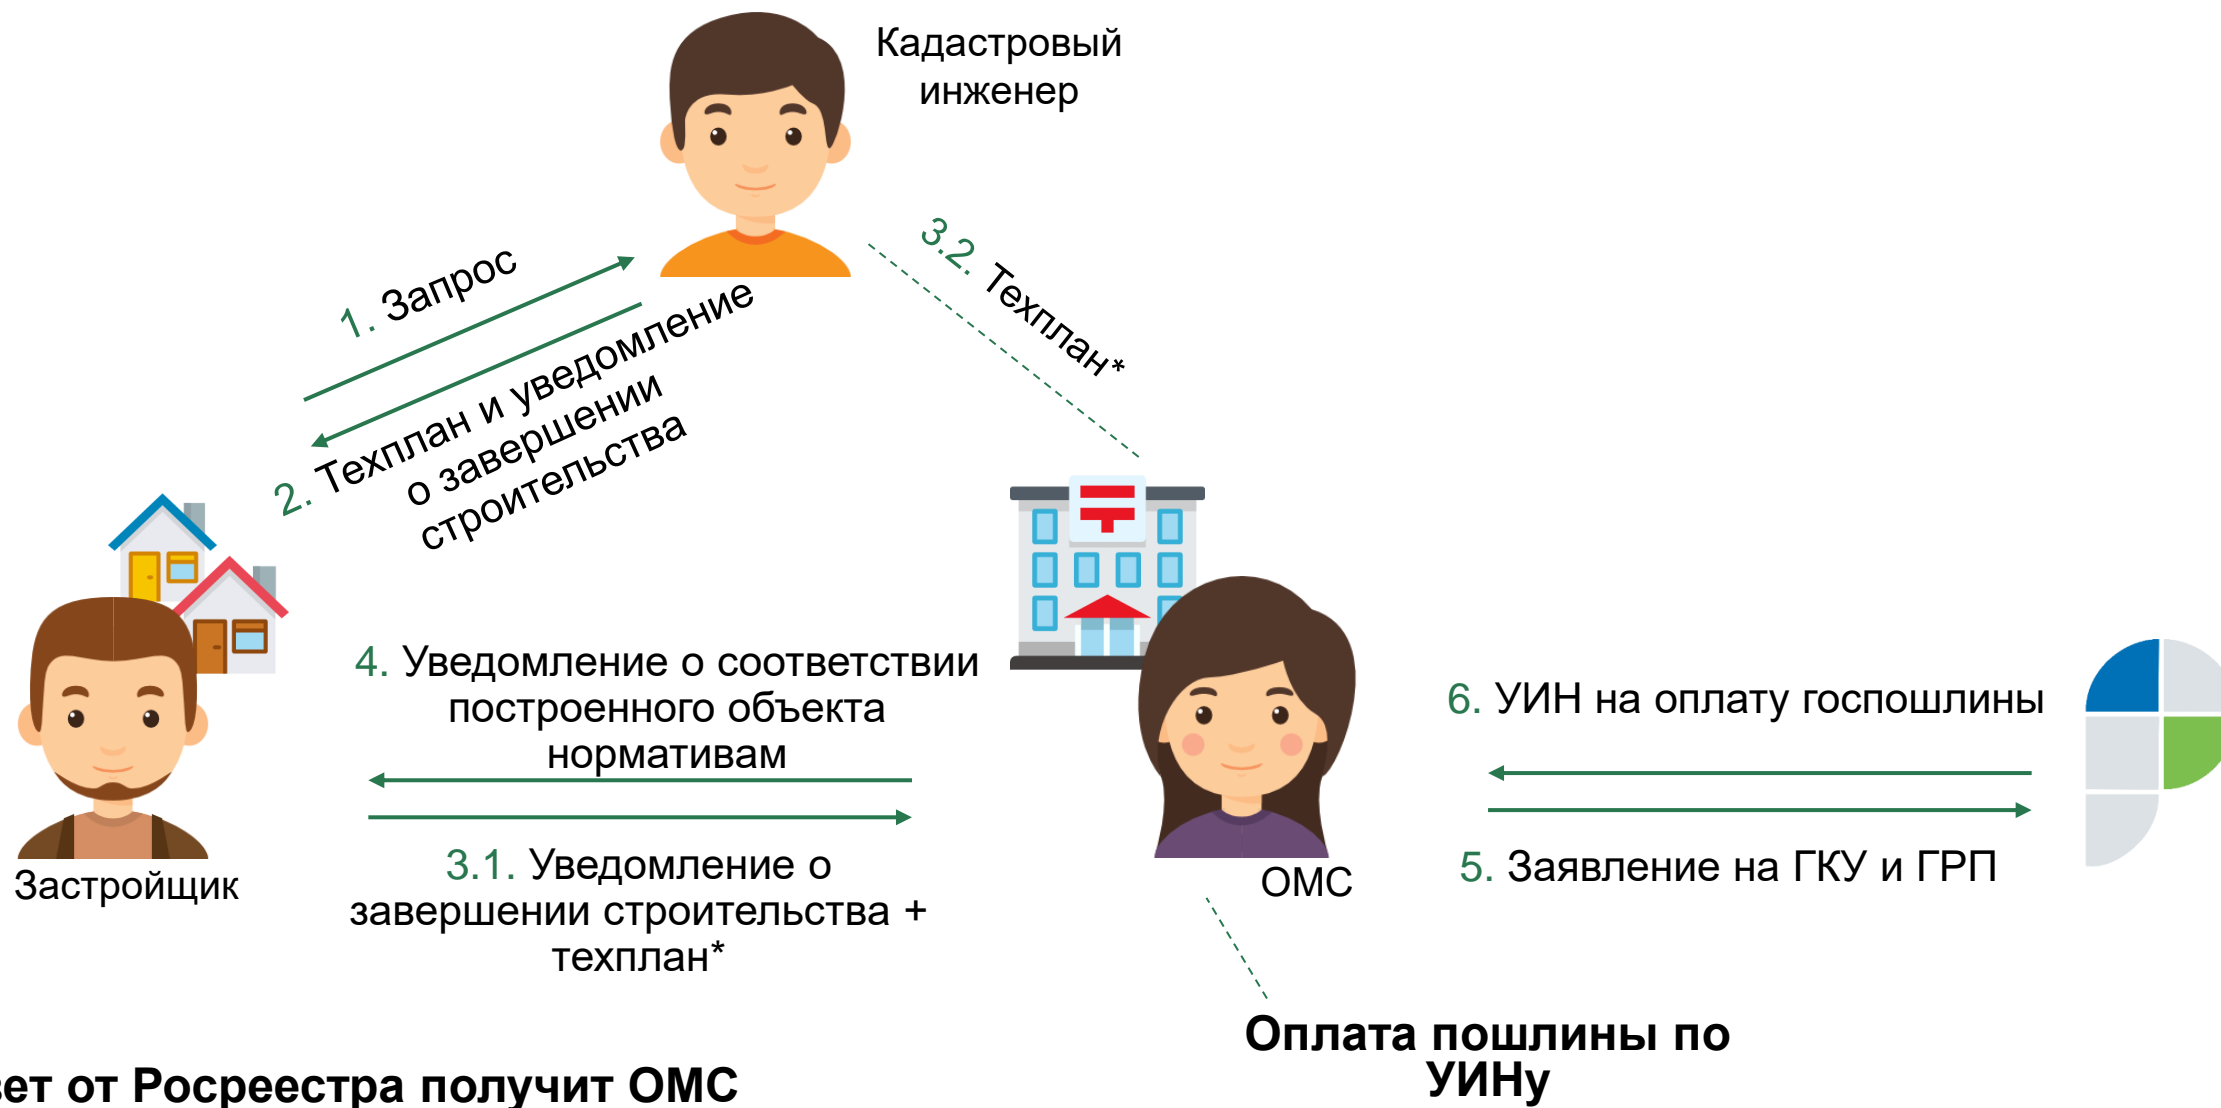 Кадастровый
инженер
1. Запрос
2. Техплан и уведомление
о завершении
строительства
3.2. Техплан*
4. Уведомление о соответствии
построенного объекта
нормативам
3.1. Уведомление о
завершении строительства +
техплан*
Застройщик
ОМС
6. УИН на оплату госпошлины
5. Заявление на ГКУ и ГРП
Оплата пошлины по
УИНу
от Росреестра получит ОМС